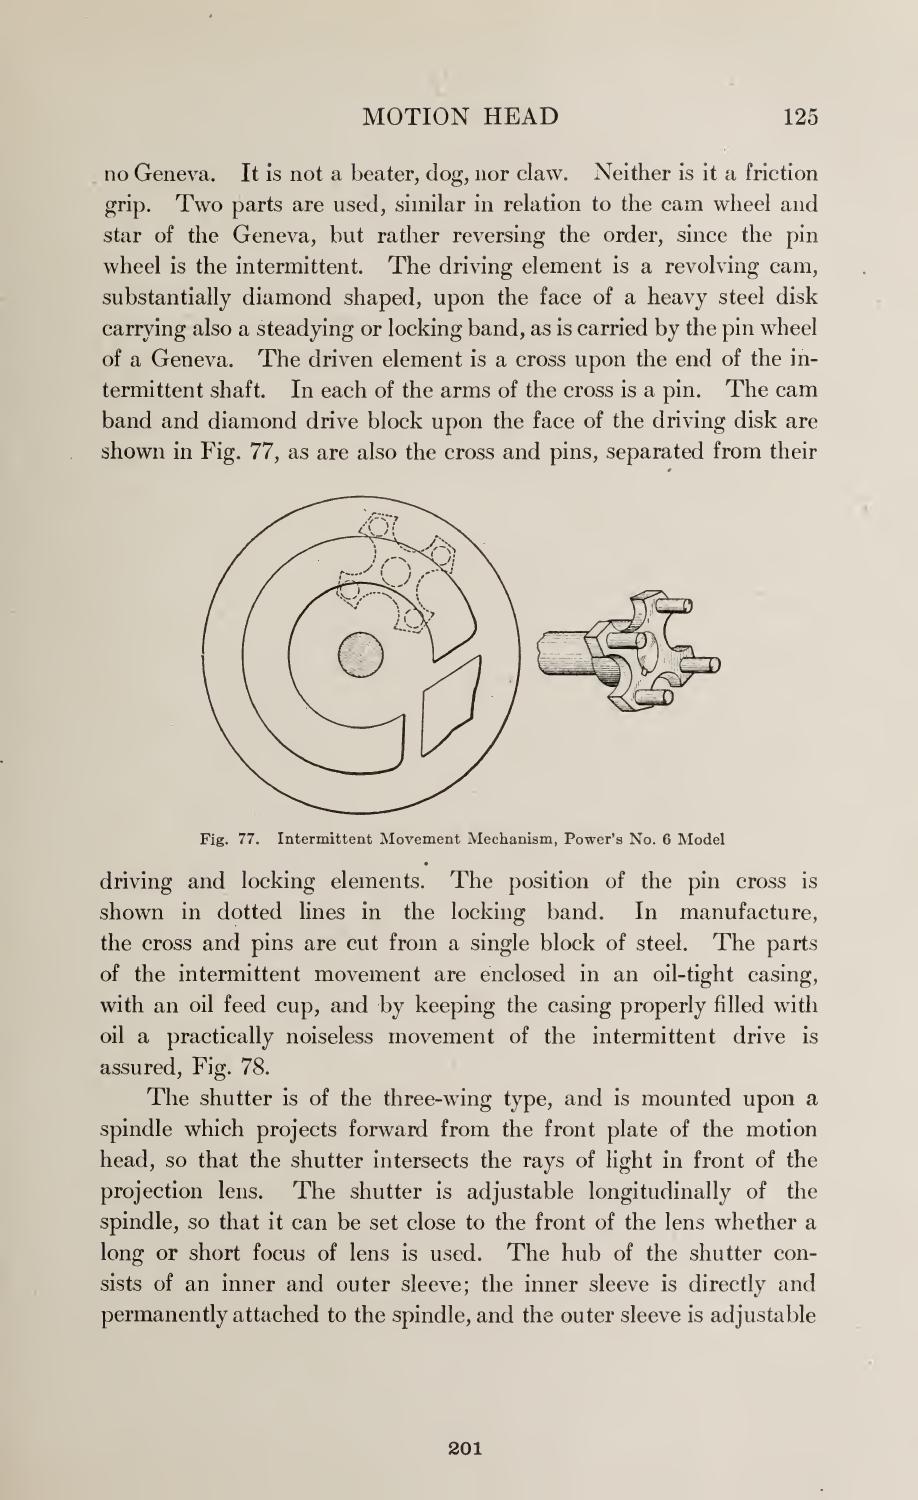 MOTION HEAD 125
no Geneva. It is not a beater, dog, nor claw. Neither is it a friction
grip. Two parts are used, similar in relation to the cam wheel and
star of the Geneva, but rather reversing the order, since the pin
wheel is the intermittent. The driving element is a revolving cam,
substantially diamond shaped, upon the face of a heavy steel disk
carrying also a steadying or locking band, as is carried by the pin wheel
of a Geneva. The driven element is a cross upon the end of the in-
termittent shaft. In each of the arms of the cross is a pin. The cam
band and diamond drive block upon the face of the driving disk are
shown in Fig. 77, as are also the cross and pins, separated from their
Fig. 77. Intermittent Movement Mechanism, Power's No. 6 Model
driving and locking elements. The position of the pin cross is
shown in dotted lines in the locking band. In manufacture,
the cross and pins are cut from a single block of steel. The parts
of the intermittent movement are enclosed in an oil-tight casing,
with an oil feed cup, and by keeping the casing properly filled with
oil a practically noiseless movement of the intermittent drive is
assured, Fig. 78.
The shutter is of the three-wing type, and is mounted upon a
spindle which projects forward from the front plate of the motion
head, so that the shutter intersects the rays of light in front of the
projection lens. The shutter is adjustable longitudinally of the
spindle, so that it can be set close to the front of the lens whether a
long or short focus of lens is used. The hub of the shutter con-
sists of an inner and outer sleeve; the inner sleeve is directly and
permanently attached to the spindle, and the outer sleeve is adjustable
201